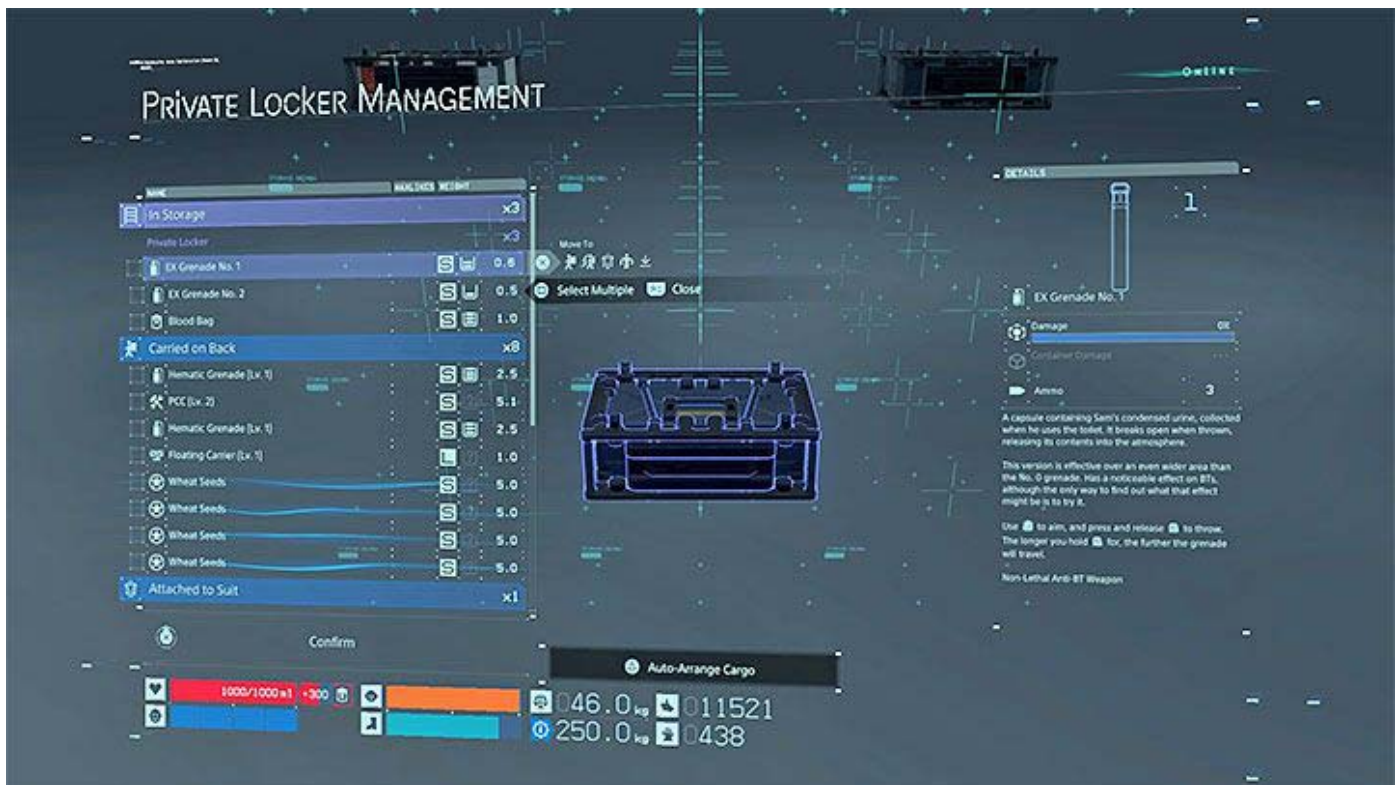 PRIVATE LOCKER MANAGEMENT
ONLINE
NAME MAXLIKES WEIGHT
In Storage x3
Private Locker x3
EX Grenade No. 1 S 0.6
EX Grenade No. 2 S 0.5
Blood Bag S 1.0
Carried on Back x8
Hematic Grenade (Lv. 1) S 2.5
PCC (Lv. 2) S 5.1
Hematic Grenade (Lv. 1) S 2.5
Floating Carrier (Lv. 1) L 1.0
Wheat Seeds S 5.0
Wheat Seeds S 5.0
Wheat Seeds S 5.0
Wheat Seeds S 5.0
Attached to Suit x1
Confirm
Move To
Select Multiple Close
Auto-Arrange Cargo
1000/1000ml +300
046.0 kg 011521
250.0 kg 0438
DETAILS
1
EX Grenade No. 1
Damage 0%
Container Damage ---
Ammo 3
A capsule containing Sam's condensed urine, collected
when he uses the toilet. It breaks open when thrown,
releasing its contents into the atmosphere.
This version is effective over an even wider area than
the No. 0 grenade. Has a noticeable effect on BTs,
although the only way to find out what that effect
might be is to try it.
Use to aim, and press and release to throw.
The longer you hold for, the further the grenade
will travel.
Non-Lethal Anti-BT Weapon